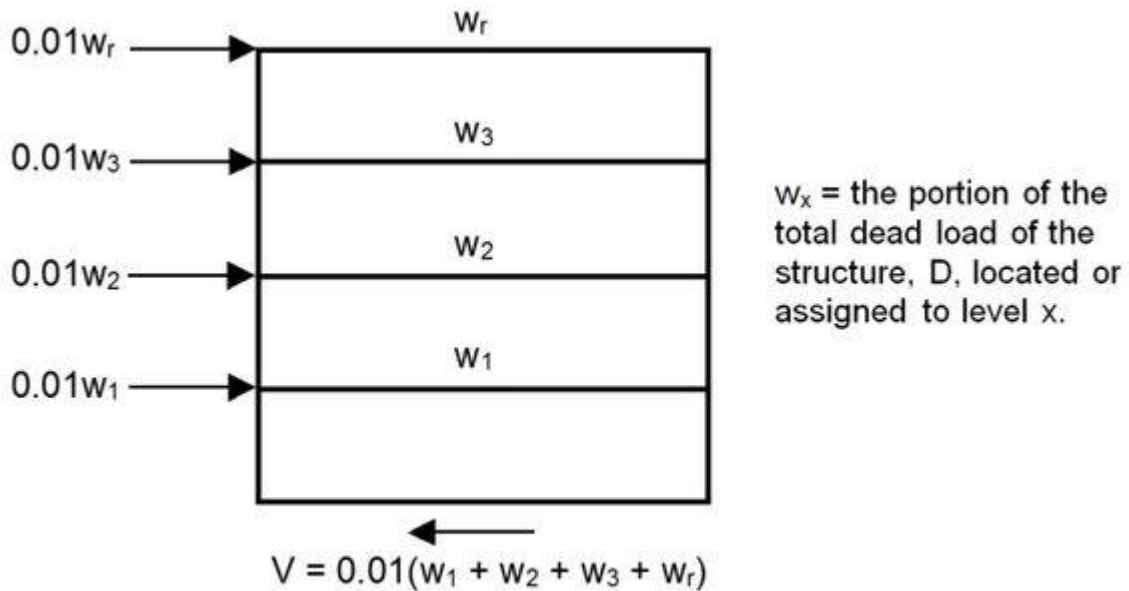 wᵣ
0.01wᵣ
w₃
0.01w₃
w₂
0.01w₂
w₁
0.01w₁
wₓ = the portion of the
total dead load of the
structure, D, located or
assigned to level x.
V = 0.01(w₁ + w₂ + w₃ + wᵣ)